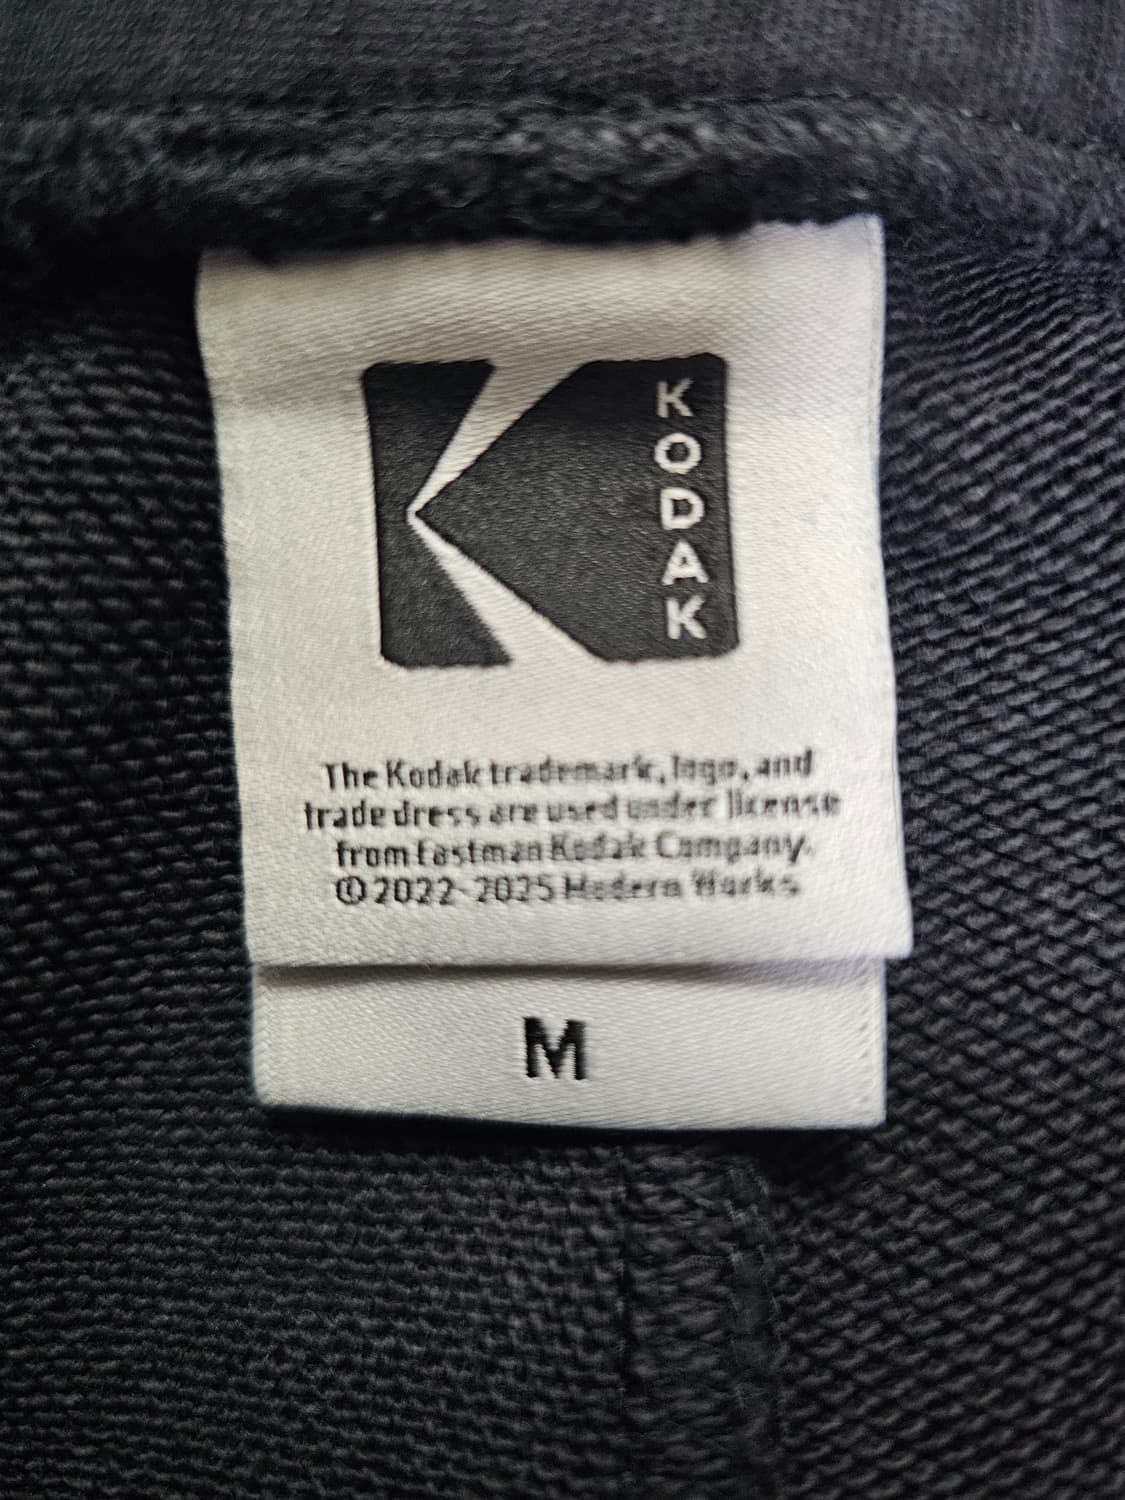 KODAK
The Kodak trademark, logo, and
trade dress are used under license
from Eastman Kodak Company.
© 2022-2025 Modern Works
M